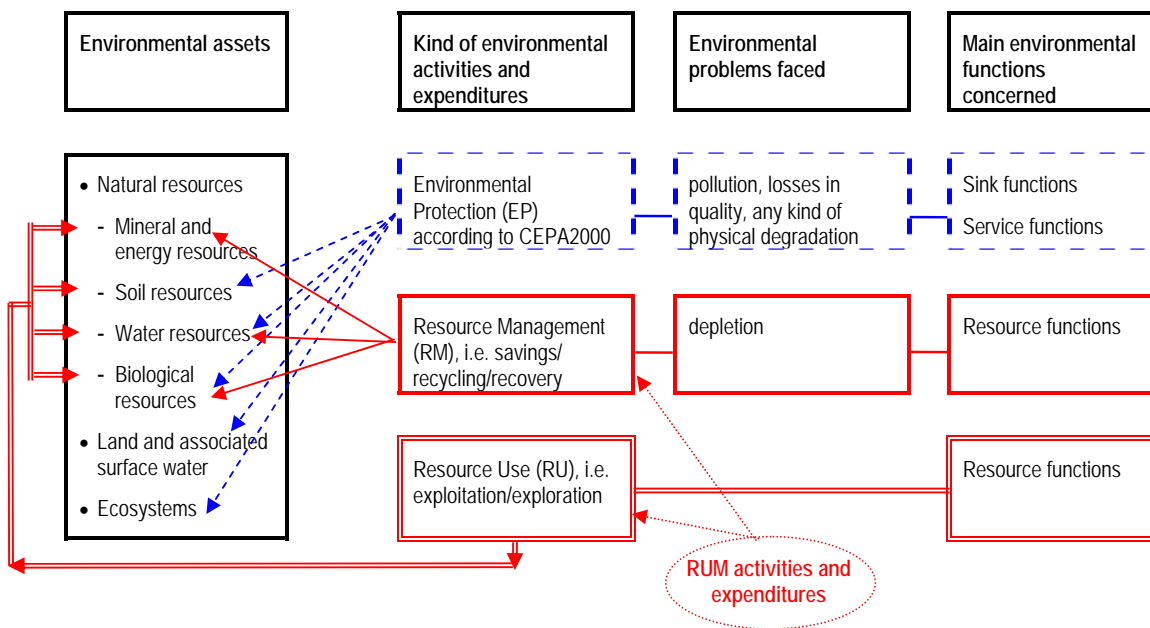 Environmental assets
Kind of environmental
activities and
expenditures
Environmental
problems faced
Main environmental
functions
concerned
• Natural resources
- Mineral and
energy resources
- Soil resources
- Water resources
- Biological
resources
• Land and associated
surface water
• Ecosystems
Environmental
Protection (EP)
according to CEPA2000
pollution, losses in
quality, any kind of
physical degradation
Sink functions
Service functions
Resource Management
(RM), i.e. savings/
recycling/recovery
depletion
Resource functions
Resource Use (RU), i.e.
exploitation/exploration
Resource functions
RUM activities and
expenditures